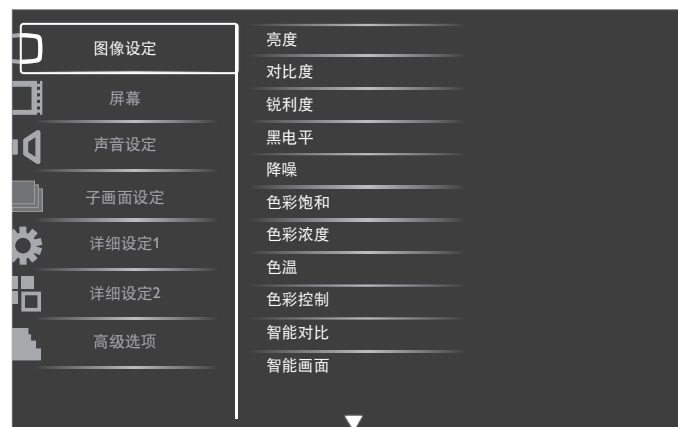 图像设定
屏幕
声音设定
子画面设定
详细设定1
详细设定2
高级选项
亮度
对比度
锐利度
黑电平
降噪
色彩饱和
色彩浓度
色温
色彩控制
智能对比
智能画面